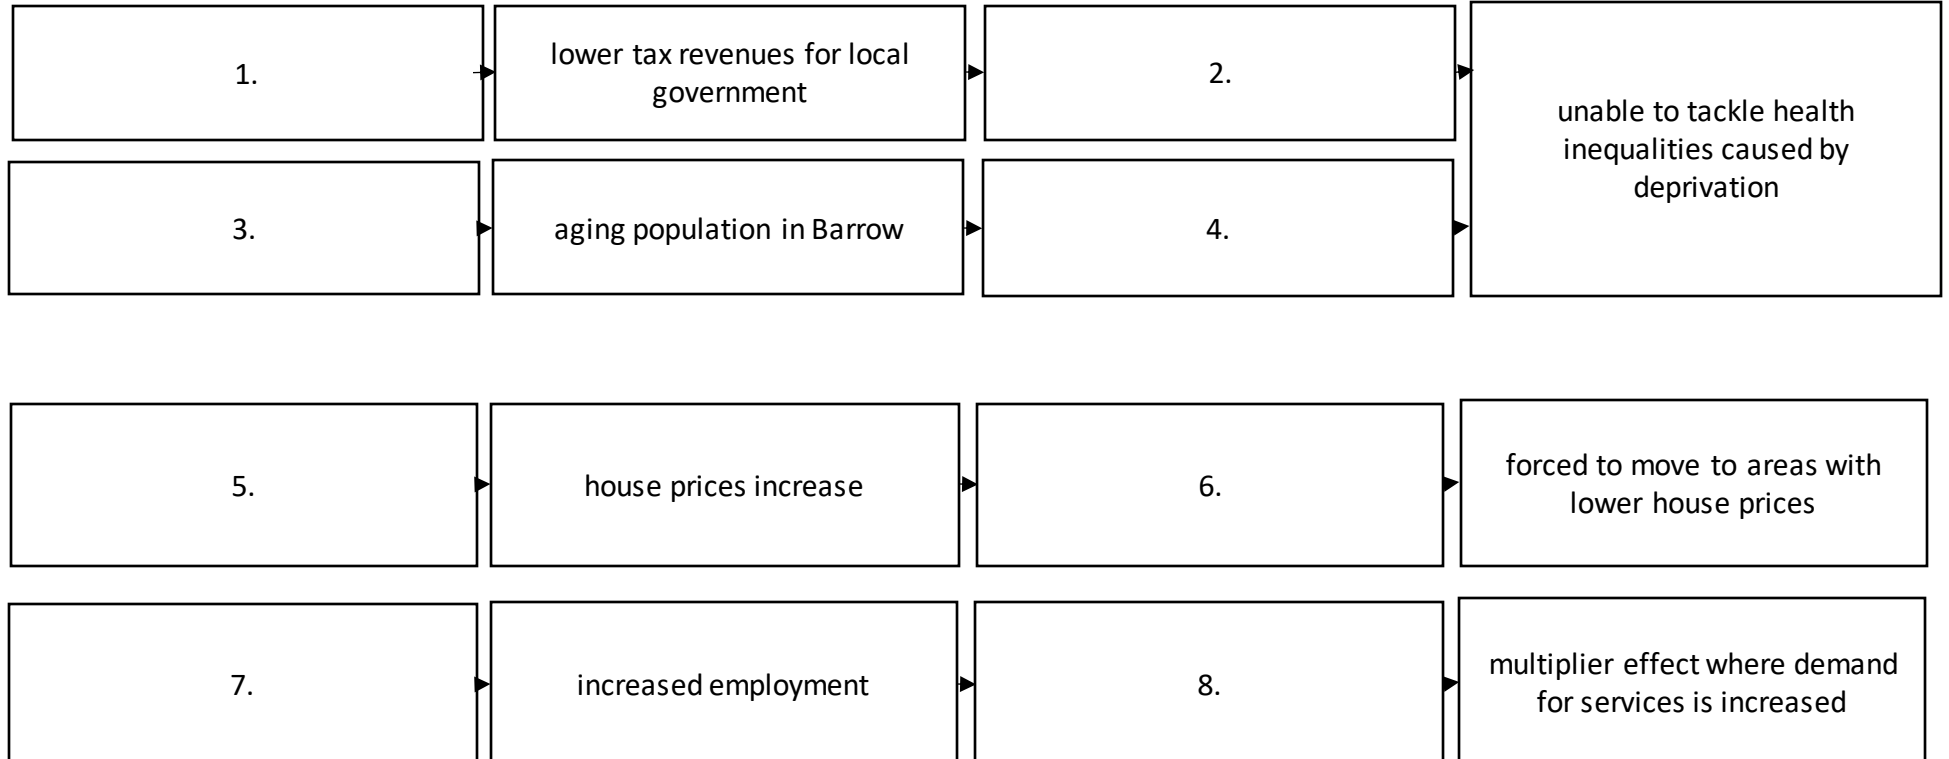 1.
lower tax revenues for local
government
2.
unable to tackle health
inequalities caused by
deprivation
3.
aging population in Barrow
4.
5.
house prices increase
6.
forced to move to areas with
lower house prices
7.
increased employment
8.
multiplier effect where demand
for services is increased